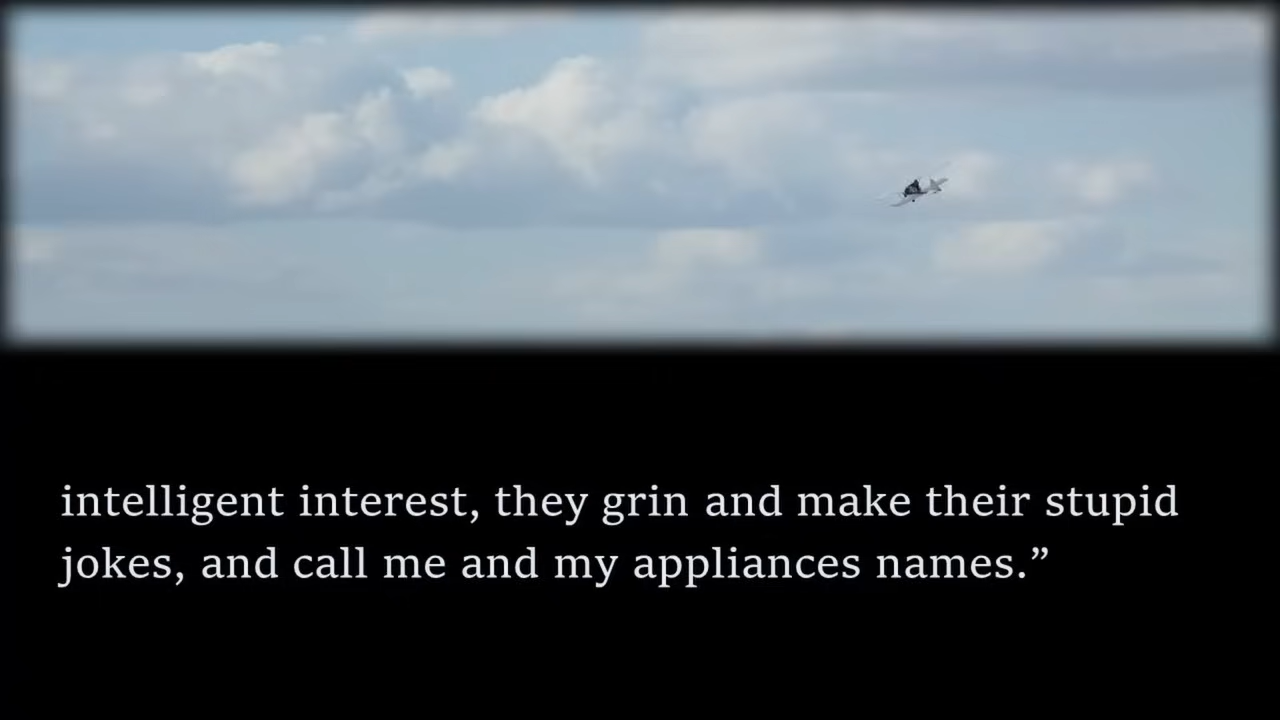 intelligent interest, they grin and make their stupid
jokes, and call me and my appliances names.”